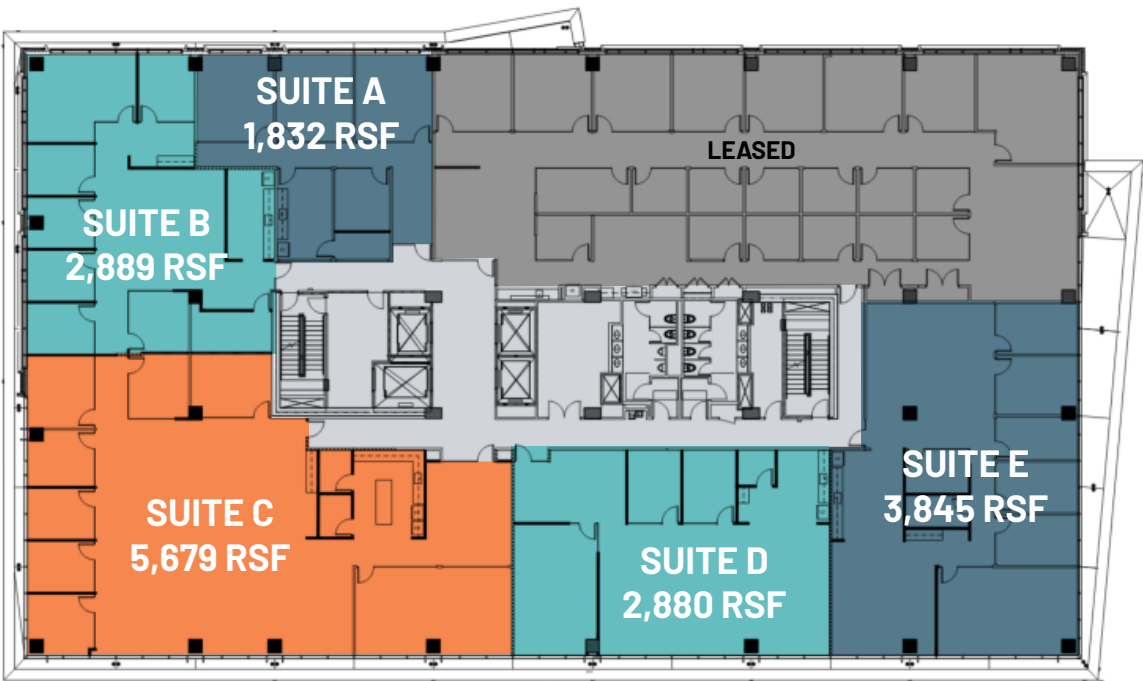 SUITE A
1,832 RSF
LEASED
SUITE B
2,889 RSF
SUITE E
3,845 RSF
SUITE C
5,679 RSF
SUITE D
2,880 RSF